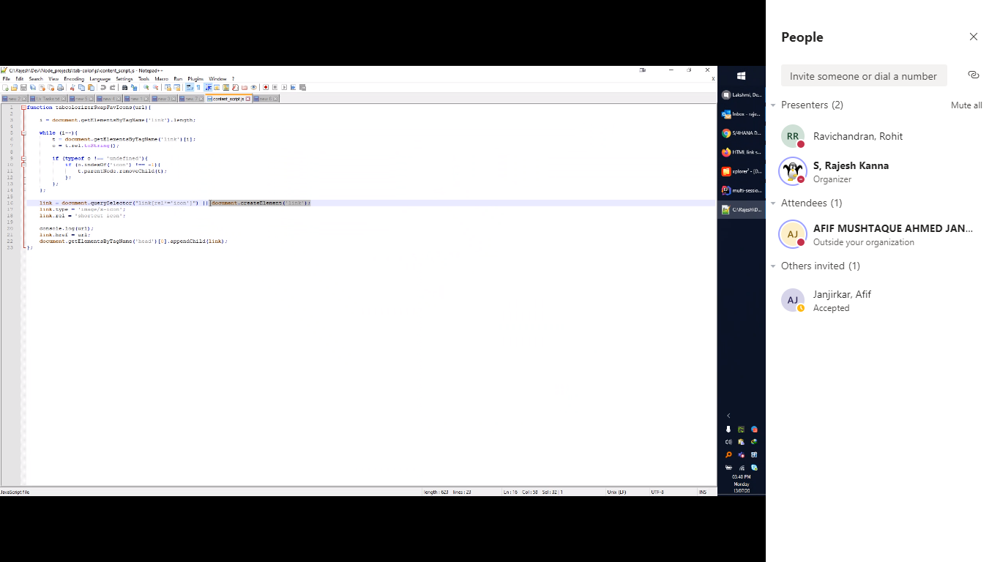 C:\Rajesh\Dev\Node_projects\tab-color\js\content_script.js - Notepad++
File Edit Search View Encoding Language Settings Tools Macro Run Plugins Window ?
X
new 2 Ux Tasks.txt new 5 new 4 new 1 new 3 new 7 content_script.js new 6
1 function tabcolorizerSwapFavIcons(url){
2
3 i = document.getElementsByTagName('link').length;
4
5 while (i--){
6 t = document.getElementsByTagName('link')[i];
7 o = t.rel.toString();
8
9 if (typeof o !== 'undefined'){
10 if (o.indexOf('icon') !== -1){
11 t.parentNode.removeChild(t);
12 };
13 };
14 };
15
16 link = document.querySelector("link[rel*='icon']") || document.createElement('link');
17 link.type = 'image/x-icon';
18 link.rel = 'shortcut icon';
19
20 console.log(url);
21 link.href = url;
22 document.getElementsByTagName('head')[0].appendChild(link);
23 };
JavaScript file length : 623 lines : 23 Ln : 16 Col : 58 Sel : 32 | 1 Unix (LF) UTF-8 INS
Lakshmi, De...
Inbox - raje...
S/4HANA D...
HTML link s...
xplorer² - [D...
multi-sessio...
C:\Rajesh\D...
03:40 PM
Monday
13/07/20
People
Invite someone or dial a number
Presenters (2) Mute all
RR Ravichandran, Rohit
S, Rajesh Kanna
Organizer
Attendees (1)
AJ AFIF MUSHTAQUE AHMED JAN...
Outside your organization
Others invited (1)
AJ Janjirkar, Afif
Accepted